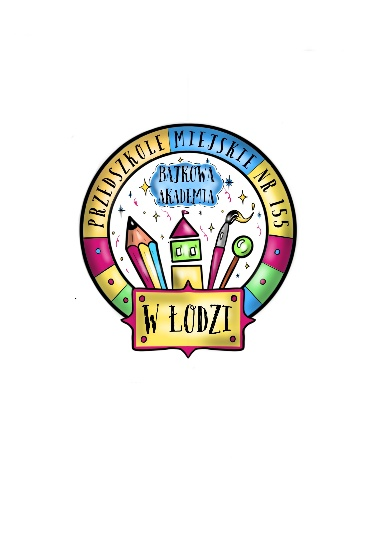 PRZEDSZKOLE MIEJSKIE NR 155
BAJKOWA
AKADEMIA
W ŁODZI